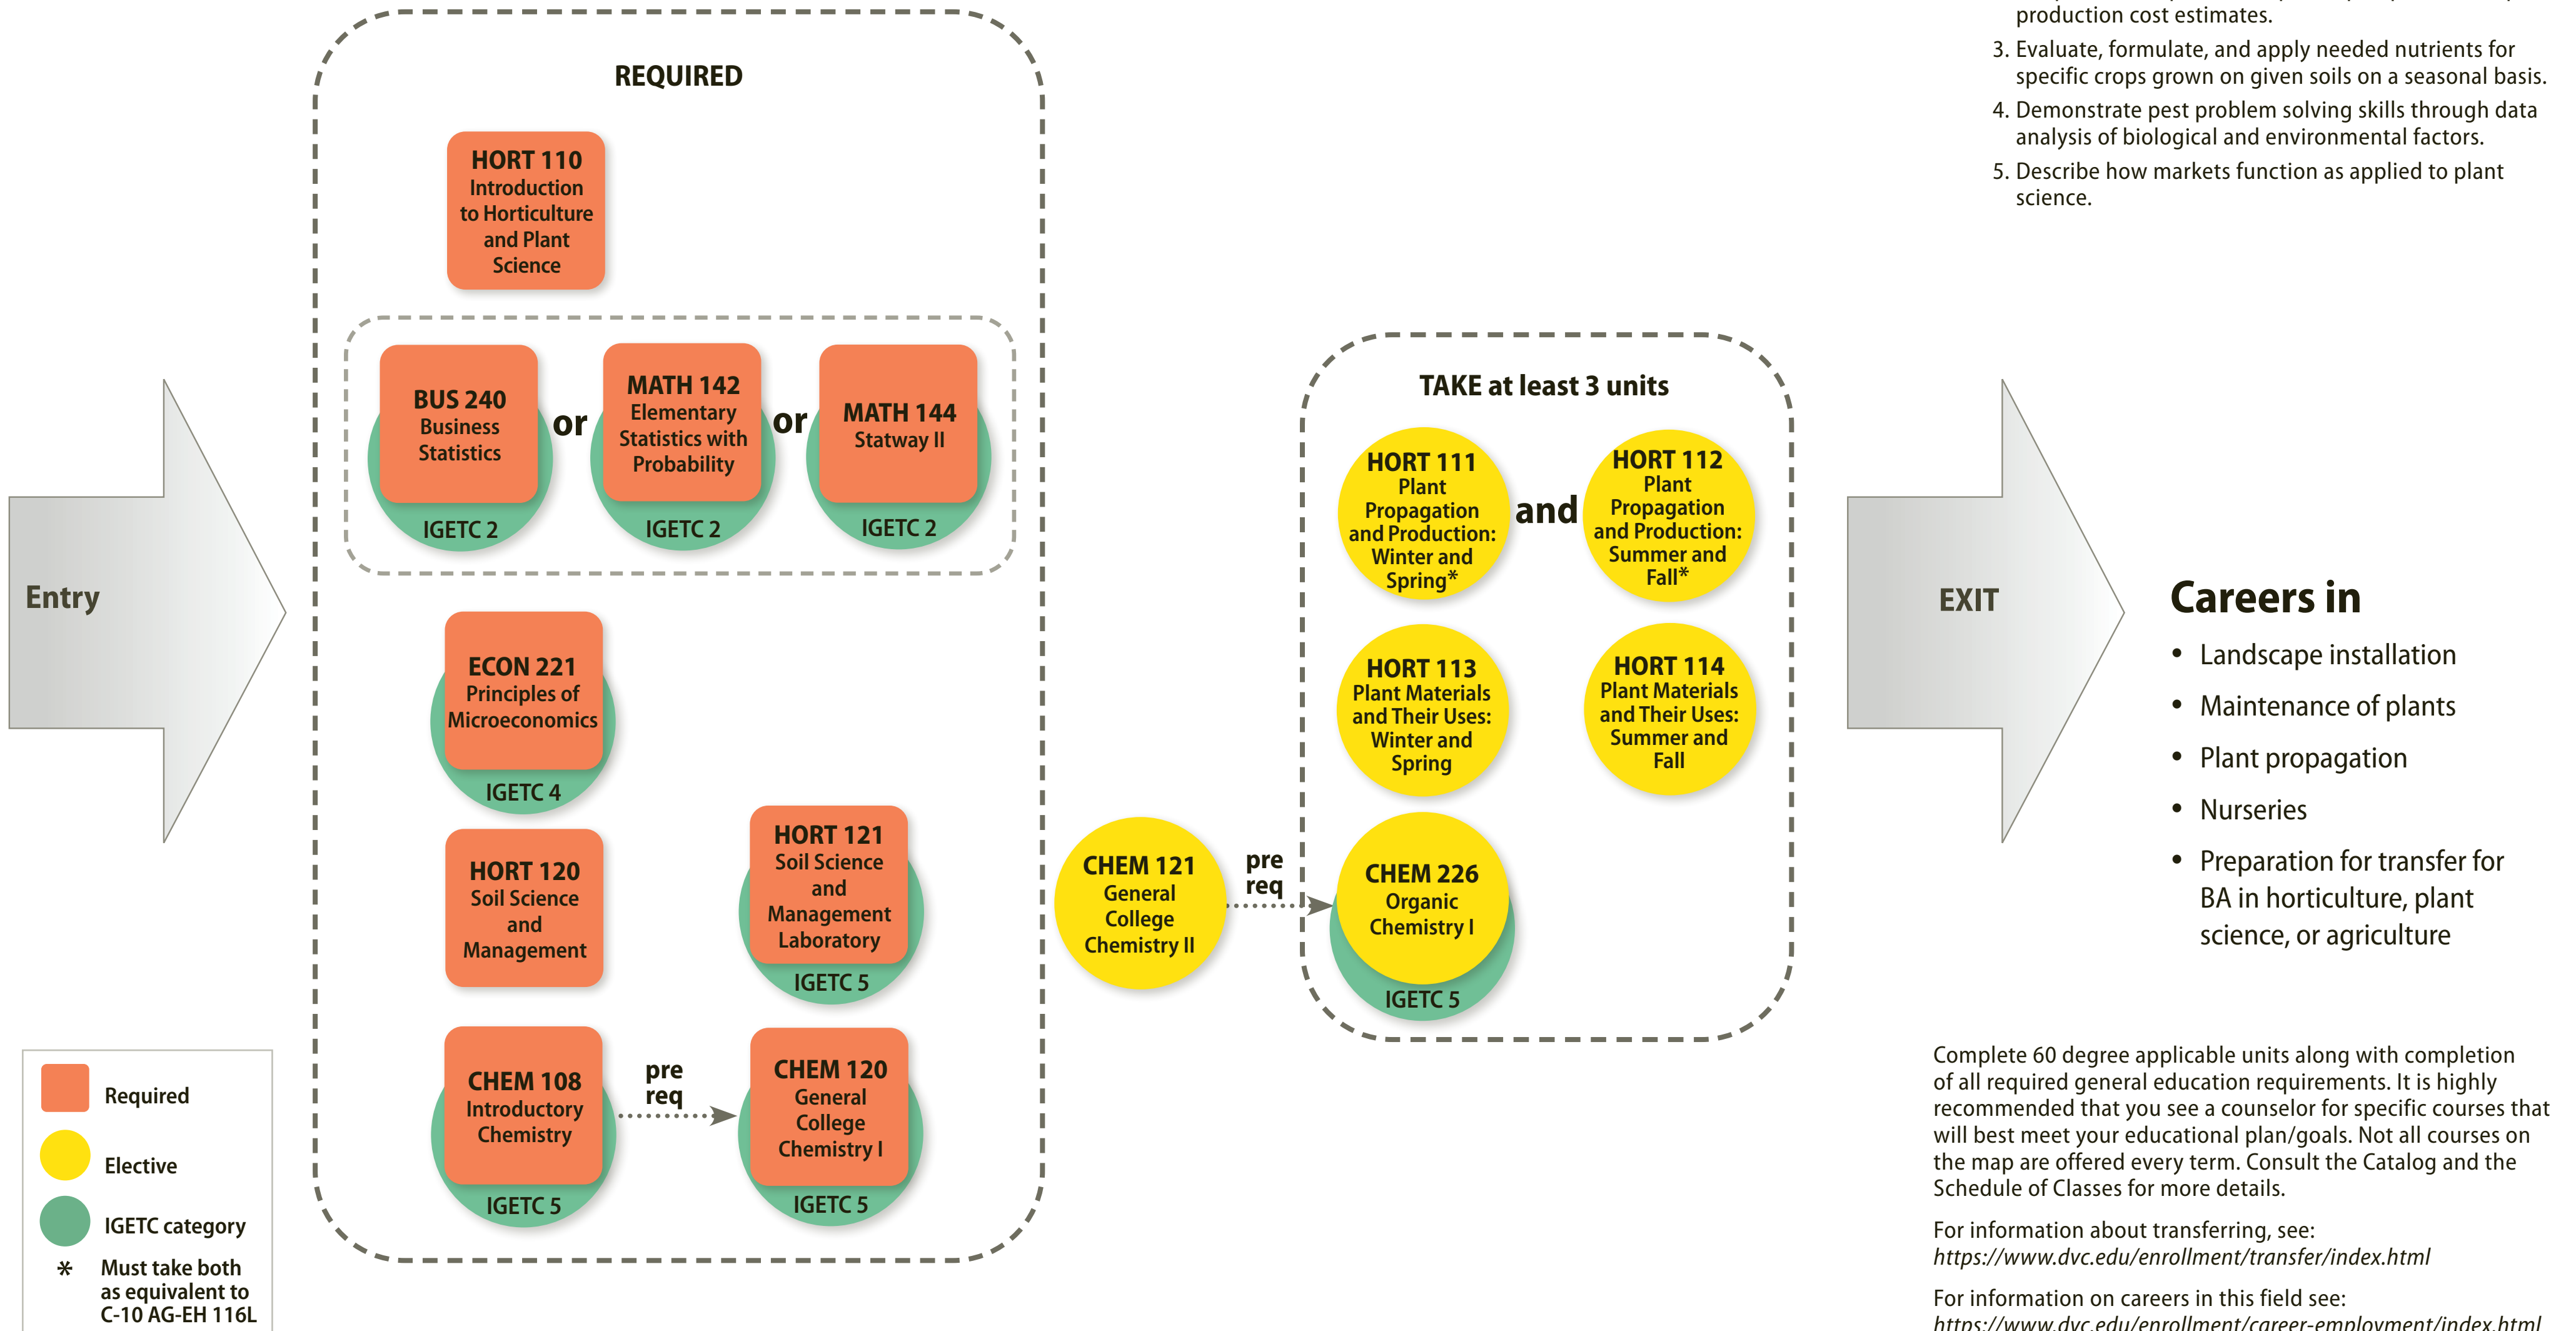 production cost estimates.
3. Evaluate, formulate, and apply needed nutrients for
specific crops grown on given soils on a seasonal basis.
4. Demonstrate pest problem solving skills through data
analysis of biological and environmental factors.
5. Describe how markets function as applied to plant
science.
Entry
REQUIRED
HORT 110
Introduction
to Horticulture
and Plant
Science
BUS 240
Business
Statistics
IGETC 2
or
MATH 142
Elementary
Statistics with
Probability
IGETC 2
or
MATH 144
Statway II
IGETC 2
ECON 221
Principles of
Microeconomics
IGETC 4
HORT 120
Soil Science
and
Management
HORT 121
Soil Science
and
Management
Laboratory
IGETC 5
CHEM 108
Introductory
Chemistry
IGETC 5
pre
req
CHEM 120
General
College
Chemistry I
IGETC 5
CHEM 121
General
College
Chemistry II
pre
req
TAKE at least 3 units
HORT 111
Plant
Propagation
and Production:
Winter and
Spring*
and
HORT 112
Plant
Propagation
and Production:
Summer and
Fall*
HORT 113
Plant Materials
and Their Uses:
Winter and
Spring
HORT 114
Plant Materials
and Their Uses:
Summer and
Fall
CHEM 226
Organic
Chemistry I
IGETC 5
EXIT
Careers in
• Landscape installation
• Maintenance of plants
• Plant propagation
• Nurseries
• Preparation for transfer for
BA in horticulture, plant
science, or agriculture
Required
Elective
IGETC category
* Must take both
as equivalent to
C-10 AG-EH 116L
Complete 60 degree applicable units along with completion
of all required general education requirements. It is highly
recommended that you see a counselor for specific courses that
will best meet your educational plan/goals. Not all courses on
the map are offered every term. Consult the Catalog and the
Schedule of Classes for more details.
For information about transferring, see:
https://www.dvc.edu/enrollment/transfer/index.html
For information on careers in this field see:
https://www.dvc.edu/enrollment/career-employment/index.html